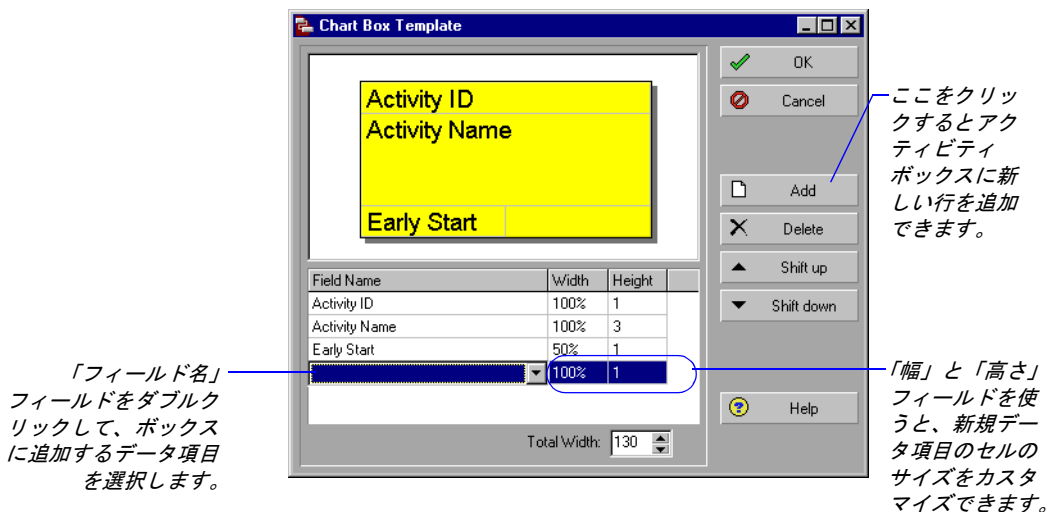 Chart Box Template
Activity ID
Activity Name
Early Start
OK
Cancel
Add
Delete
Shift up
Shift down
Help
Field Name Width Height
Activity ID 100% 1
Activity Name 100% 3
Early Start 50% 1
100% 1
Total Width: 130
ここをクリッ
クするとアク
ティビティ
ボックスに新
しい行を追加
できます。
「フィールド名」
フィールドをダブルク
リックして、ボックス
に追加するデータ項目
を選択します。
「幅」と「高さ」
フィールドを使
うと、新規デー
タ項目のセルの
サイズをカスタ
マイズできます。